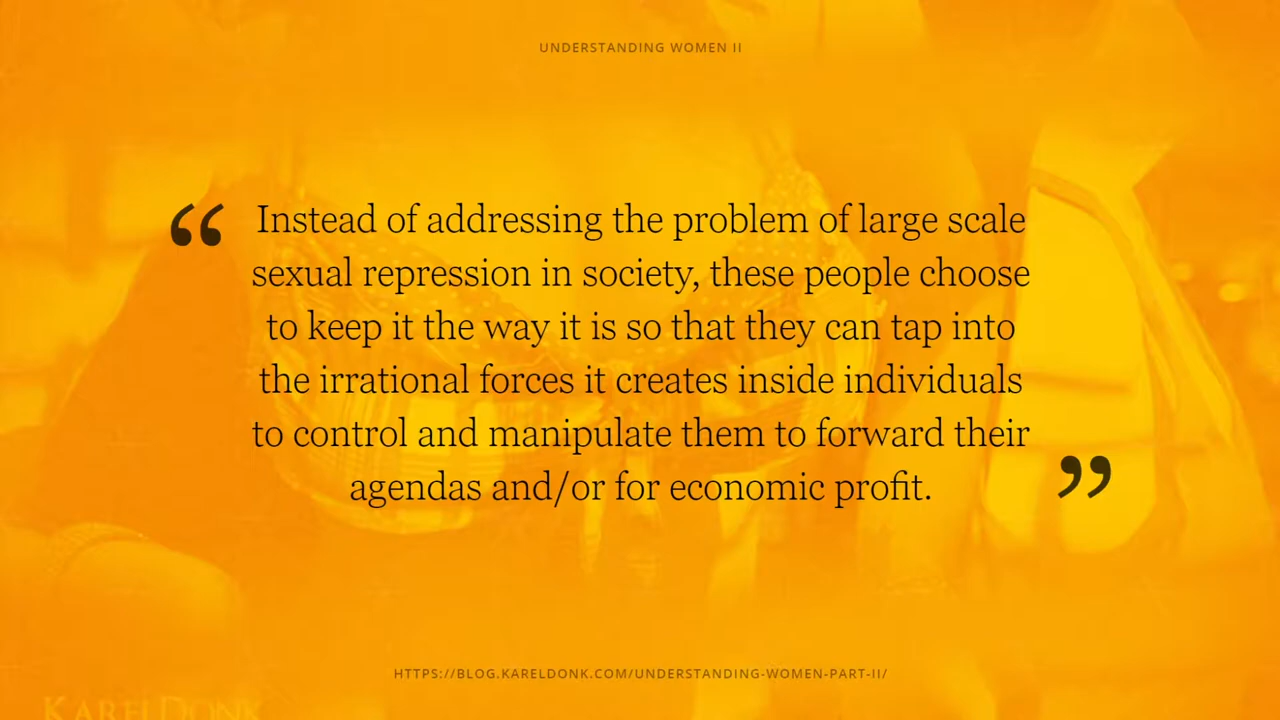 UNDERSTANDING WOMEN II
“Instead of addressing the problem of large scale
sexual repression in society, these people choose
to keep it the way it is so that they can tap into
the irrational forces it creates inside individuals
to control and manipulate them to forward their
agendas and/or for economic profit.”
HTTPS://BLOG.KARELDONK.COM/UNDERSTANDING-WOMEN-PART-II/
KARELDONK